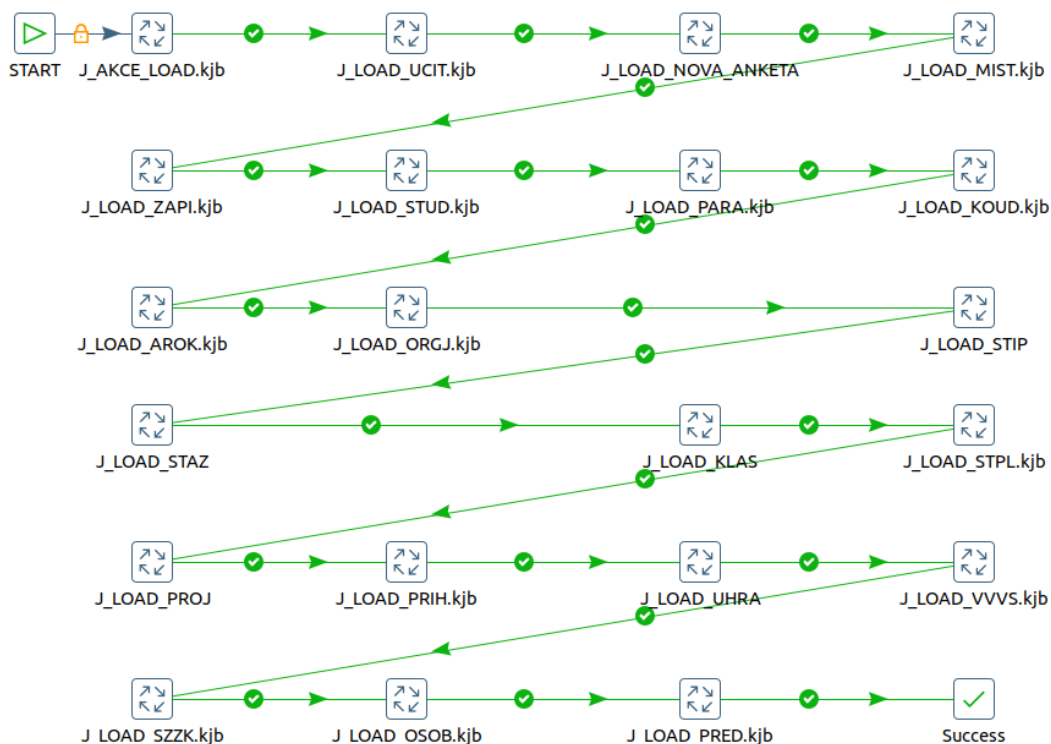 START J_AKCE_LOAD.kjb J_LOAD_UCIT.kjb J_LOAD_NOVA_ANKETA J_LOAD_MIST.kjb
J_LOAD_ZAPI.kjb J_LOAD_STUD.kjb J_LOAD_PARA.kjb J_LOAD_KOUD.kjb
J_LOAD_AROK.kjb J_LOAD_ORGJ.kjb J_LOAD_STIP
J_LOAD_STAZ J_LOAD_KLAS J_LOAD_STPL.kjb
J_LOAD_PROJ J_LOAD_PRIH.kjb J_LOAD_UHRA J_LOAD_VVVS.kjb
J_LOAD_SZZK.kjb J_LOAD_OSOB.kjb J_LOAD_PRED.kjb Success